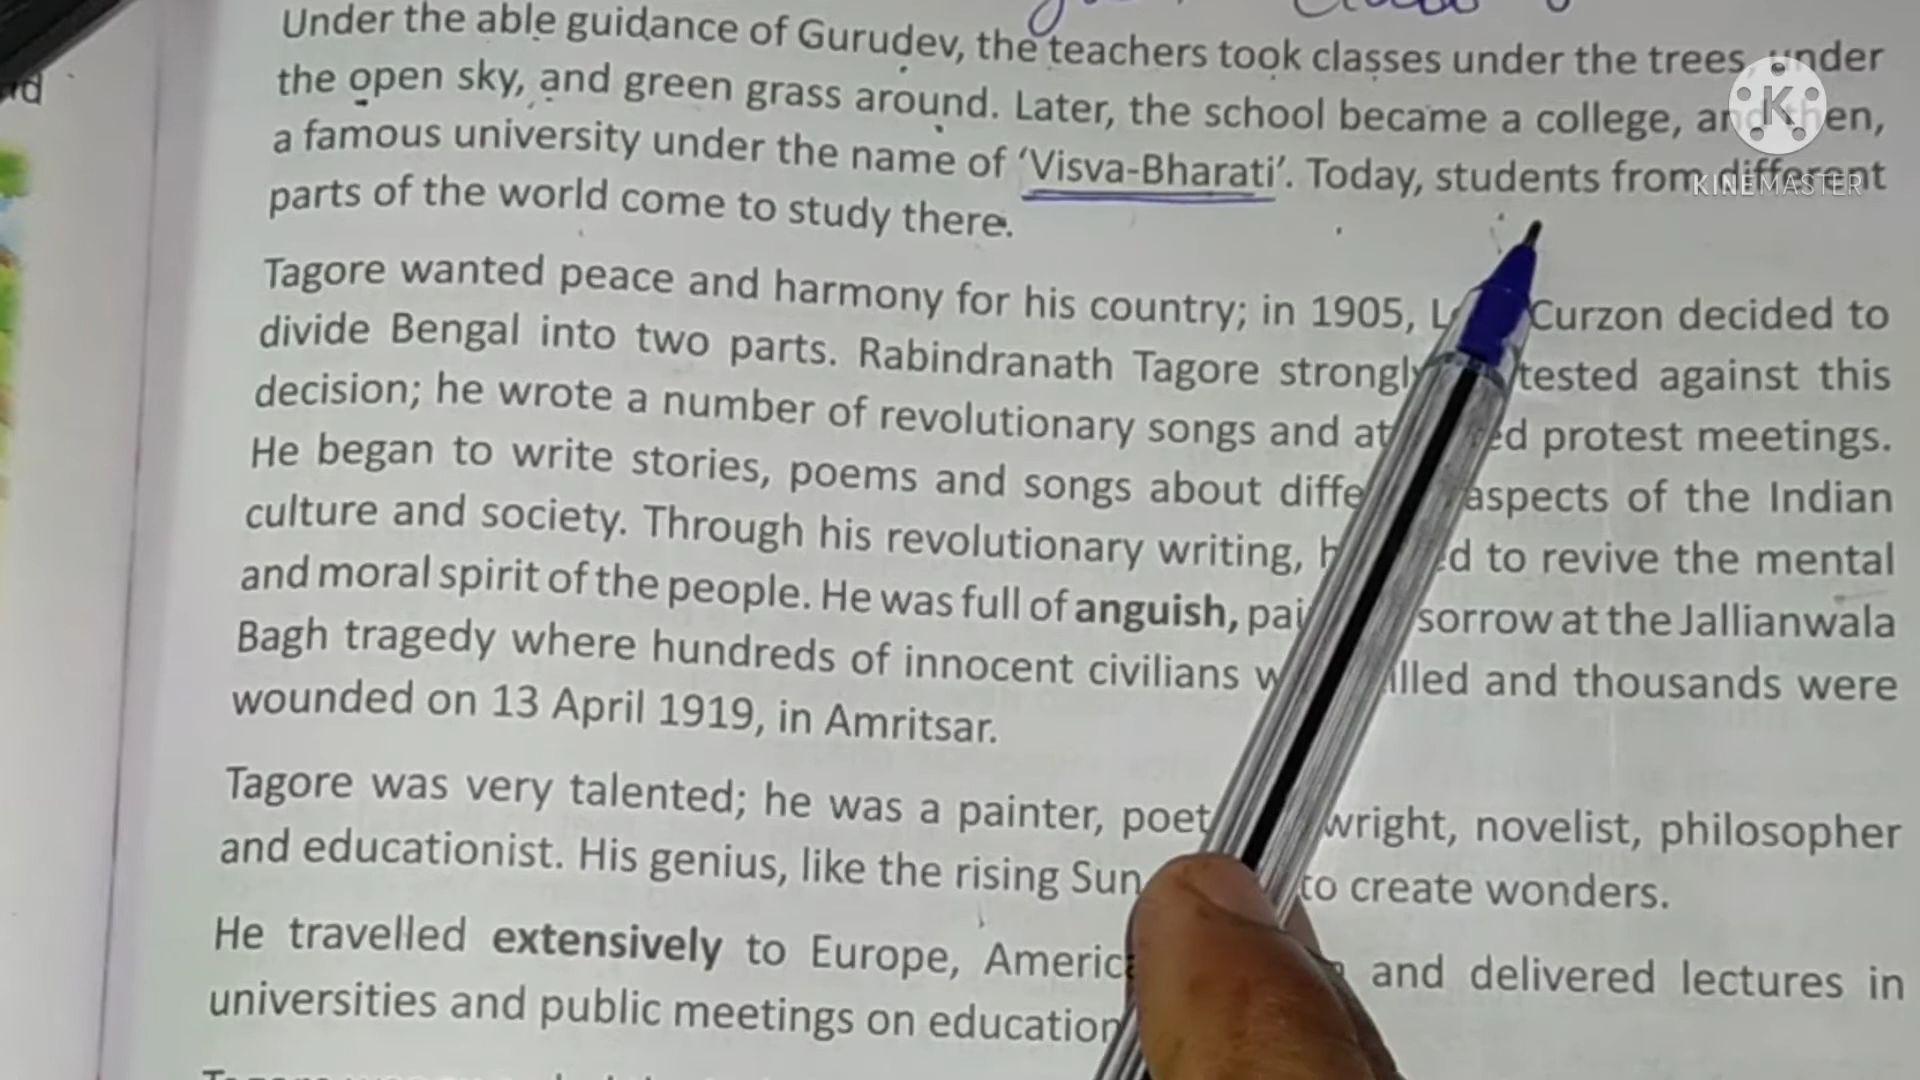 Under the able guidance of Gurudev, the teachers took classes under the trees, under
the open sky, and green grass around. Later, the school became a college, and then,
a famous university under the name of ‘Visva-Bharati’. Today, students from different
parts of the world come to study there.
KINEMASTER
Tagore wanted peace and harmony for his country; in 1905, Curzon decided to
divide Bengal into two parts. Rabindranath Tagore strongly tested against this
decision; he wrote a number of revolutionary songs and at ed protest meetings.
He began to write stories, poems and songs about diffe aspects of the Indian
culture and society. Through his revolutionary writing, h d to revive the mental
and moral spirit of the people. He was full of anguish, pai sorrow at the Jallianwala
Bagh tragedy where hundreds of innocent civilians w illed and thousands were
wounded on 13 April 1919, in Amritsar.
Tagore was very talented; he was a painter, poet wright, novelist, philosopher
and educationist. His genius, like the rising Sun to create wonders.
He travelled extensively to Europe, Americ and delivered lectures in
universities and public meetings on education